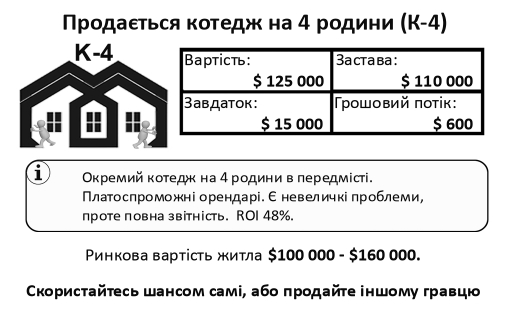 Продається котедж на 4 родини (К-4)
К-4
Вартість:
$ 125 000
Застава:
$ 110 000
Завдаток:
$ 15 000
Грошовий потік:
$ 600
i
Окремий котедж на 4 родини в передмісті.
Платоспроможні орендарі. Є невеличкі проблеми,
проте повна звітність. ROI 48%.
Ринкова вартість житла $100 000 - $160 000.
Скористайтесь шансом самі, або продайте іншому гравцю